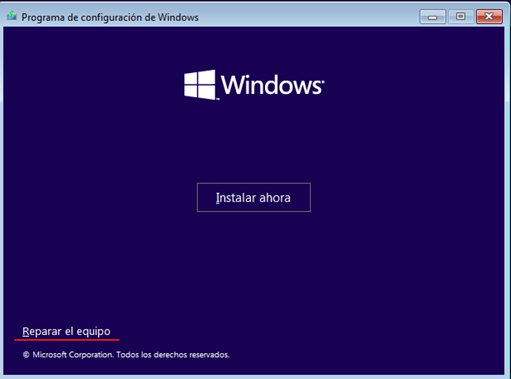 Programa de configuración de Windows
Windows
Instalar ahora
Reparar el equipo
© Microsoft Corporation. Todos los derechos reservados.